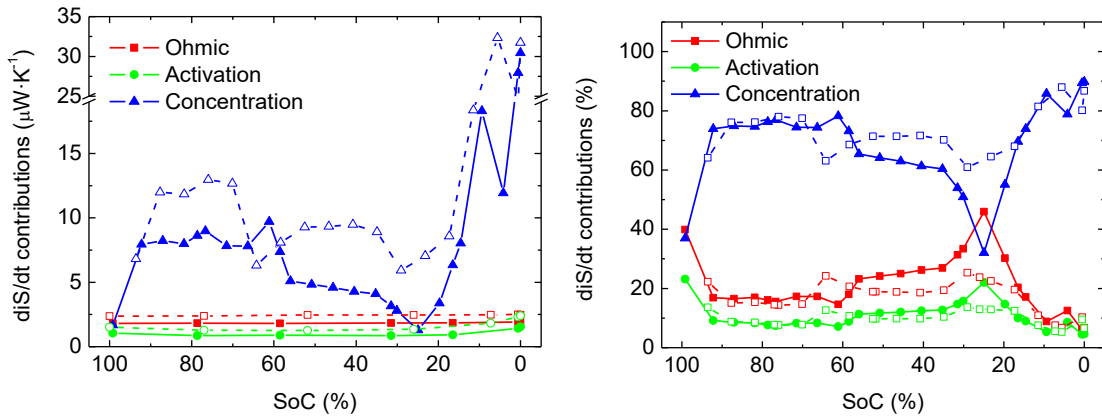 diS/dt contributions (μW·K⁻¹)
33
30
28
25
15
10
5
0
Ohmic
Activation
Concentration
100 80 60 40 20 0
SoC (%)
diS/dt contributions (%)
100
80
60
40
20
0
Ohmic
Activation
Concentration
100 80 60 40 20 0
SoC (%)